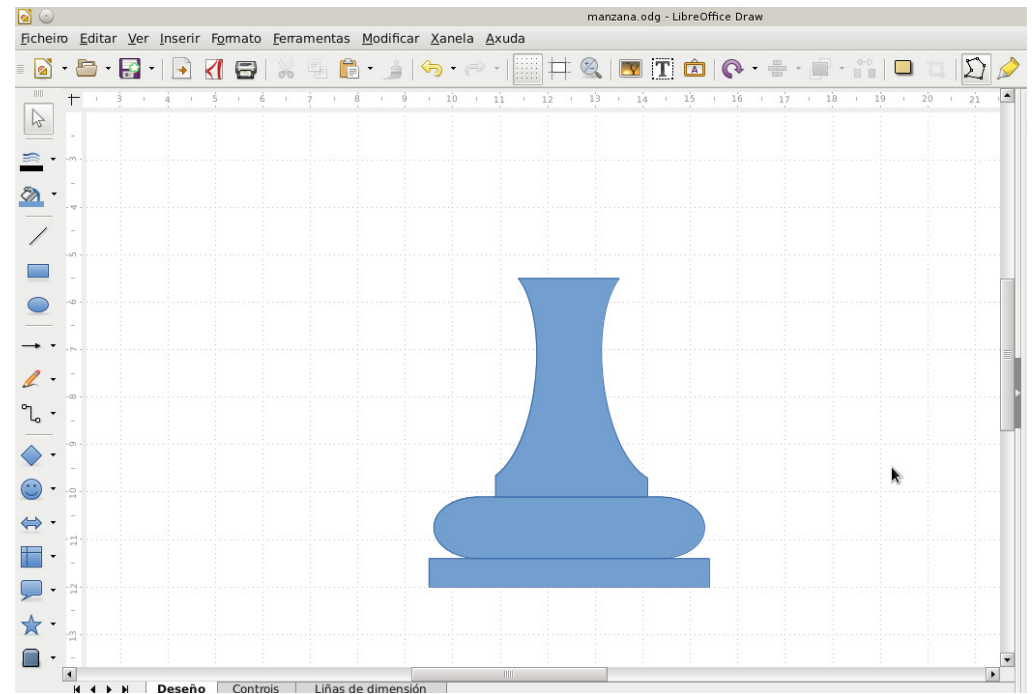 manzana.odg - LibreOffice Draw
Ficheiro Editar Ver Inserir Formato Ferramentas Modificar Xanela Axuda
T A
3 4 5 6 7 8 9 10 11 12 13 14 15 16 17 18 19 20 21
3
4
5
6
7
8
9
10
11
12
13
Deseño Controis Liñas de dimensión